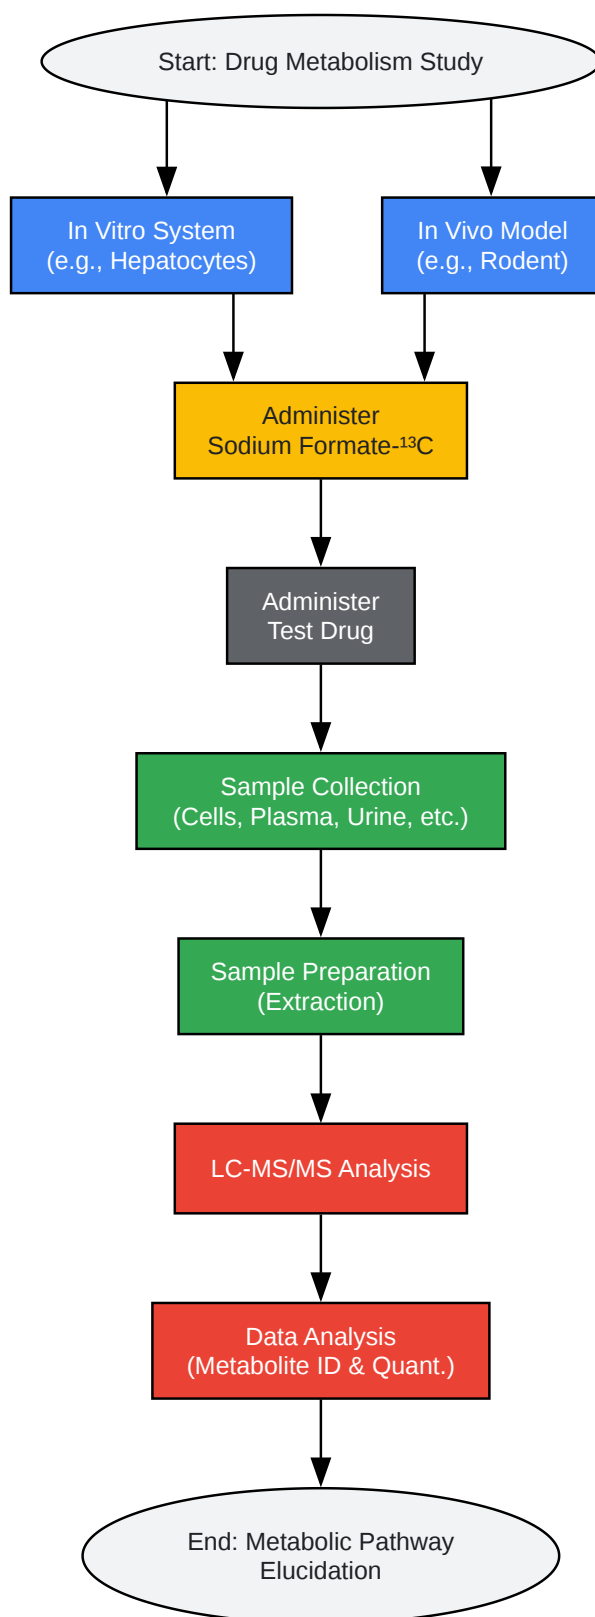 Start: Drug Metabolism Study
In Vitro System
(e.g., Hepatocytes)
In Vivo Model
(e.g., Rodent)
Administer
Sodium Formate-¹³C
Administer
Test Drug
Sample Collection
(Cells, Plasma, Urine, etc.)
Sample Preparation
(Extraction)
LC-MS/MS Analysis
Data Analysis
(Metabolite ID & Quant.)
End: Metabolic Pathway
Elucidation